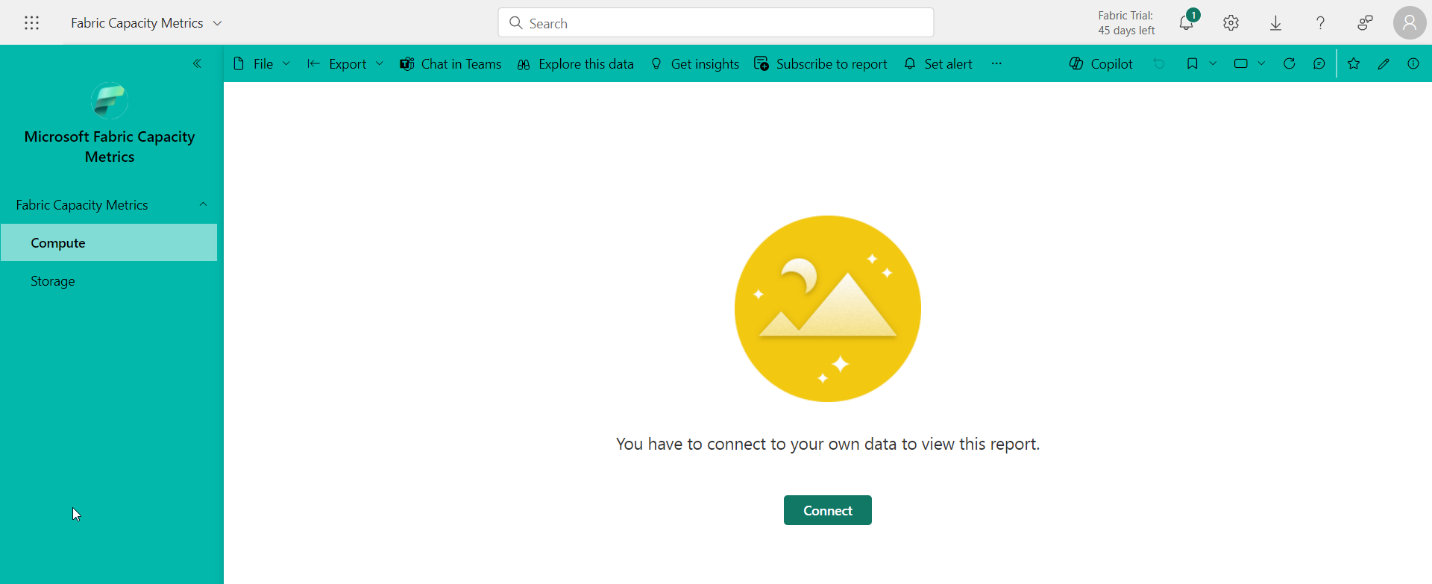 Fabric Capacity Metrics
Search
Fabric Trial:
45 days left
1
File
Export
Chat in Teams
Explore this data
Get insights
Subscribe to report
Set alert
Copilot
Microsoft Fabric Capacity
Metrics
Fabric Capacity Metrics
Compute
Storage
You have to connect to your own data to view this report.
Connect